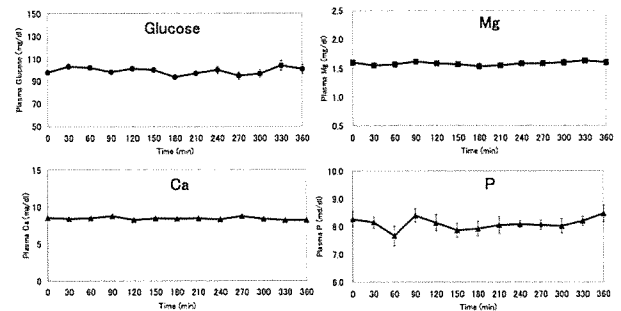 Glucose
Plasma Glucose (mg/dl)
150
130
110
90
70
50
0 30 60 90 120 150 180 210 240 270 300 330 360
Time (min)
Mg
Plasma Mg (mg/dl)
2.5
2.0
1.5
1.0
0.5
0 30 60 90 120 150 180 210 240 270 300 330 360
Time (min)
Ca
Plasma Ca (mg/dl)
15
10
5
0
0 30 60 90 120 150 180 210 240 270 300 330 360
Time (min)
P
Plasma P (md/dl)
10.0
9.0
8.0
7.0
6.0
0 30 60 90 120 150 180 210 240 270 300 330 360
Time (min)